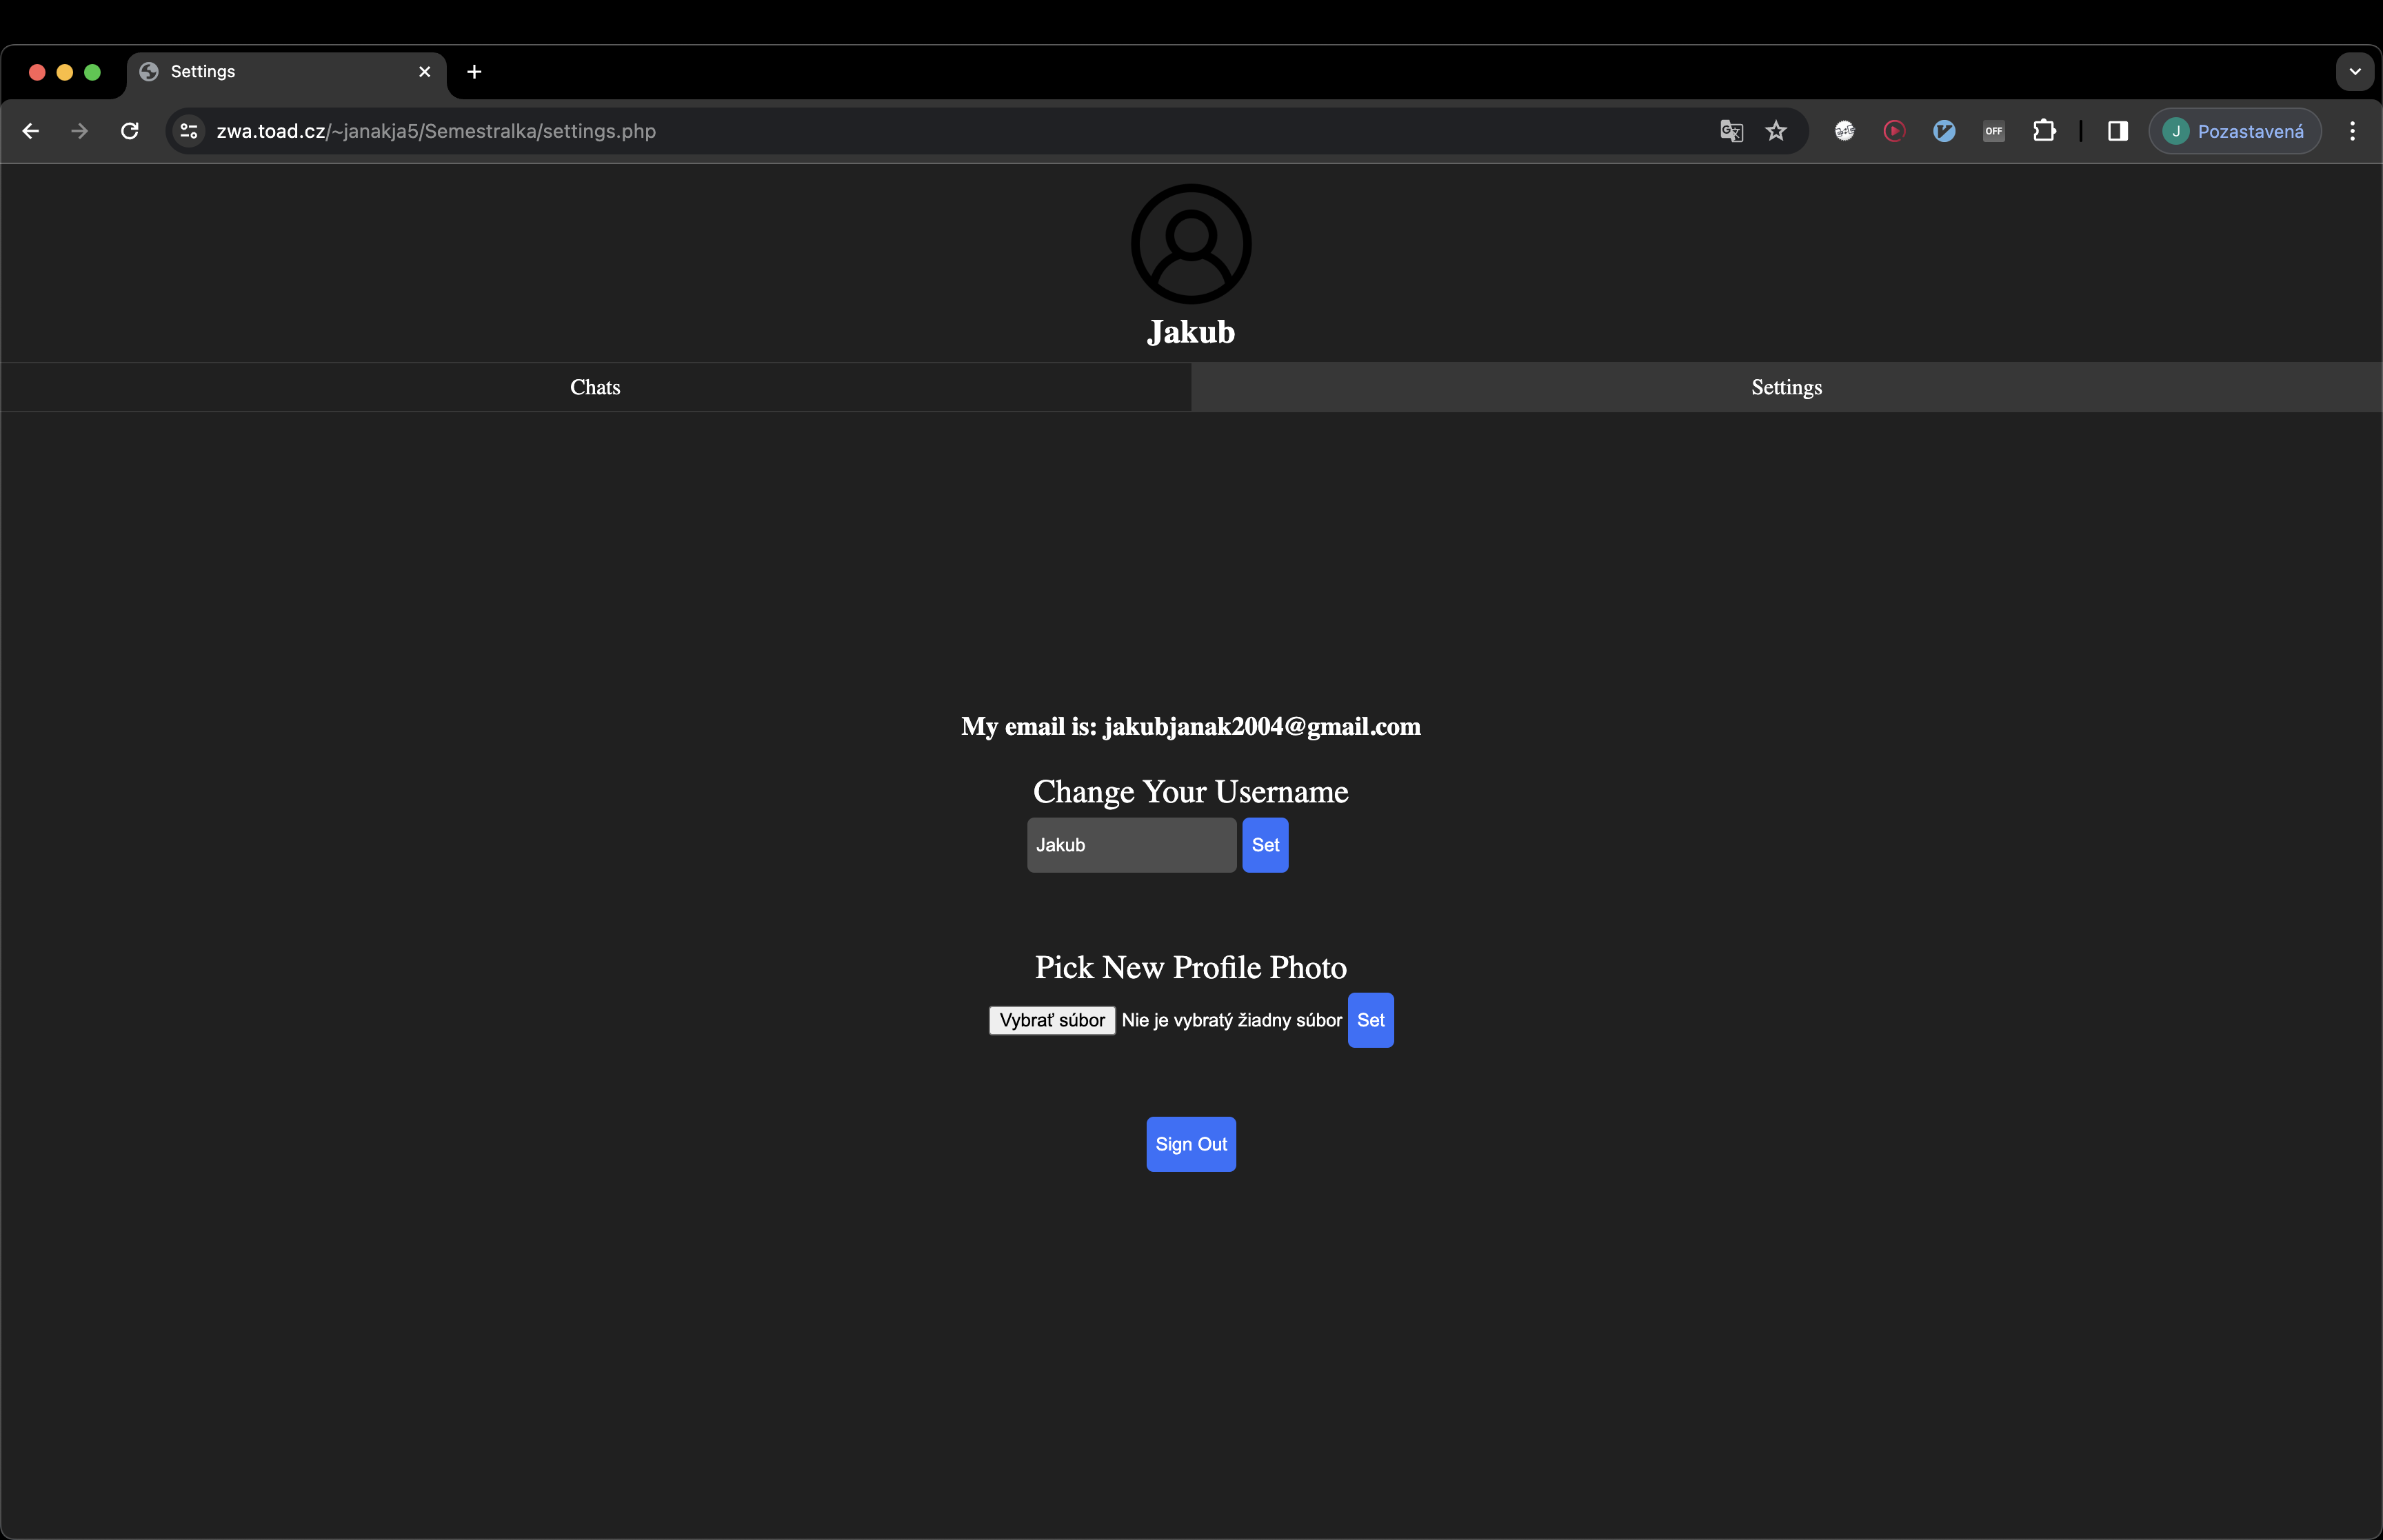 Settings
zwa.toad.cz/~janakja5/Semestralka/settings.php
OFF
J Pozastavená
Jakub
Chats Settings
My email is: jakubjanak2004@gmail.com
Change Your Username
Jakub Set
Pick New Profile Photo
Vybrať súbor Nie je vybratý žiadny súbor Set
Sign Out